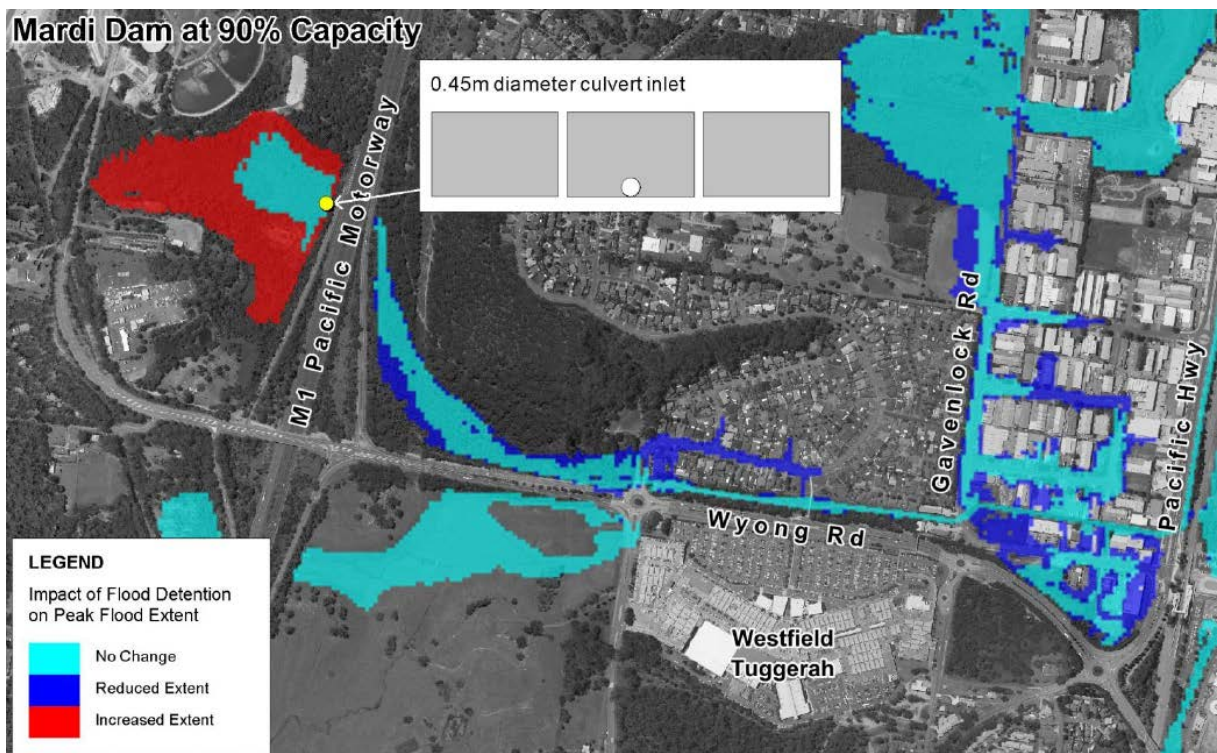 Mardi Dam at 90% Capacity
0.45m diameter culvert inlet
M1 Pacific Motorway
Gavenlock Rd
Pacific Hwy
Wyong Rd
Westfield
Tuggerah
LEGEND
Impact of Flood Detention
on Peak Flood Extent
No Change
Reduced Extent
Increased Extent